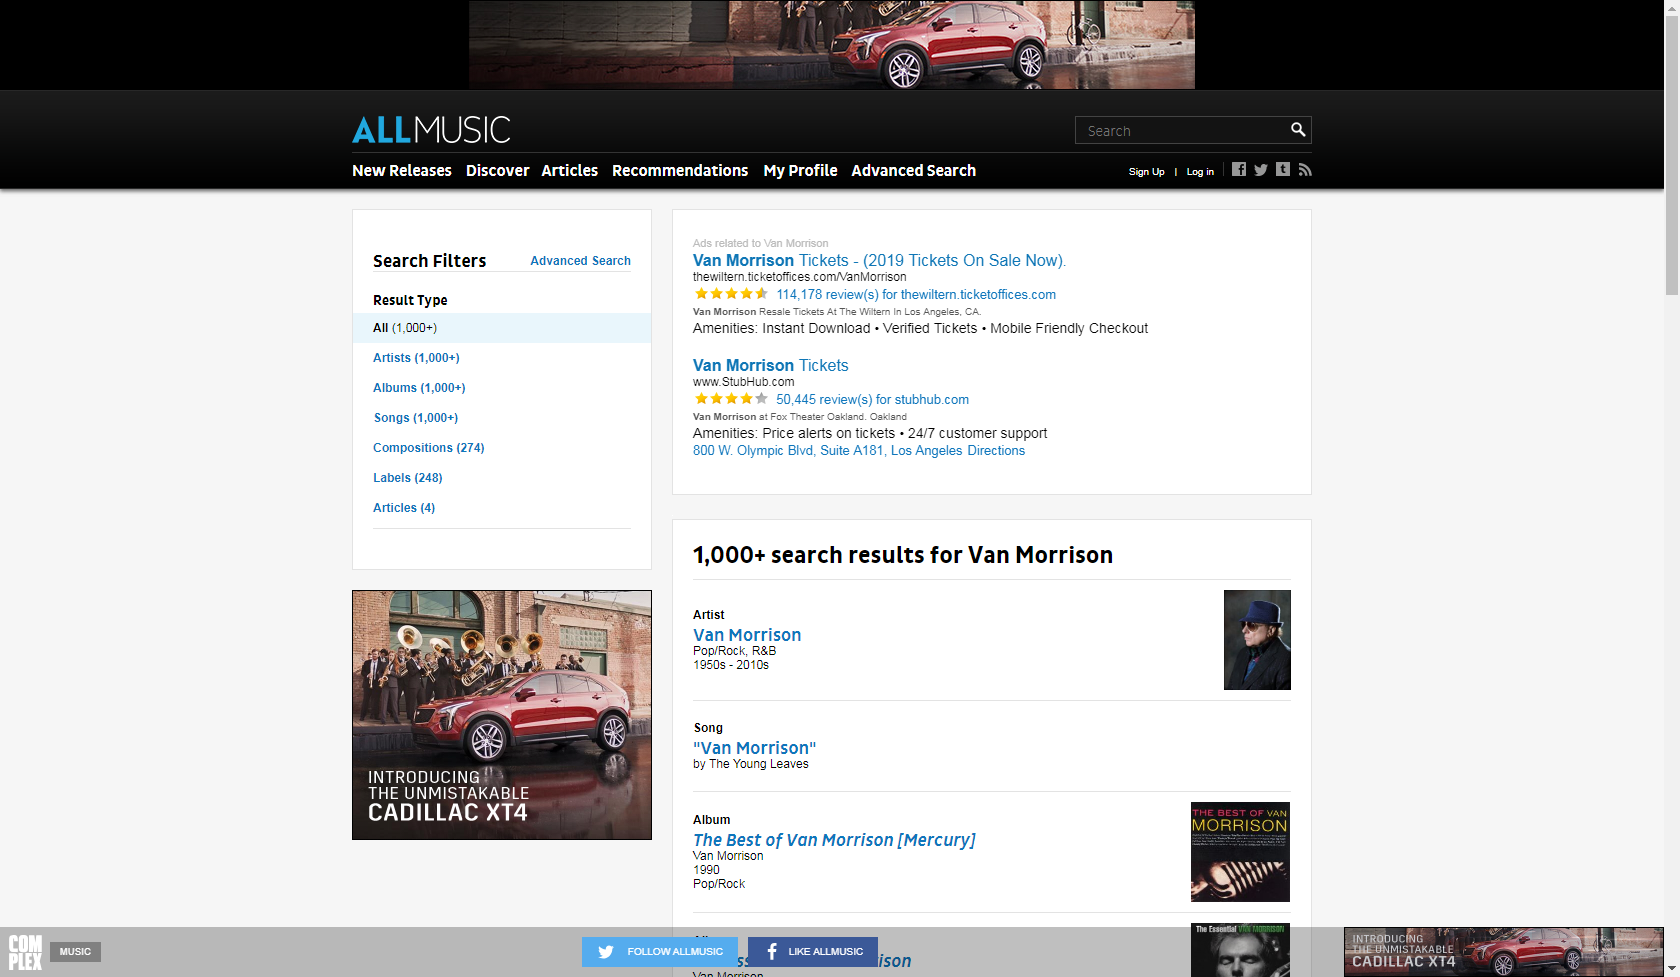 ALLMUSIC
Search
New Releases Discover Articles Recommendations My Profile Advanced Search
Sign Up | Log in
Search Filters Advanced Search
Result Type
All (1,000+)
Artists (1,000+)
Albums (1,000+)
Songs (1,000+)
Compositions (274)
Labels (248)
Articles (4)
INTRODUCING
THE UNMISTAKABLE
CADILLAC XT4
Ads related to Van Morrison
Van Morrison Tickets - (2019 Tickets On Sale Now).
thewiltern.ticketoffices.com/VanMorrison
114,178 review(s) for thewiltern.ticketoffices.com
Van Morrison Resale Tickets At The Wiltern In Los Angeles, CA.
Amenities: Instant Download • Verified Tickets • Mobile Friendly Checkout
Van Morrison Tickets
www.StubHub.com
50,445 review(s) for stubhub.com
Van Morrison at Fox Theater Oakland. Oakland
Amenities: Price alerts on tickets • 24/7 customer support
800 W. Olympic Blvd, Suite A181, Los Angeles Directions
1,000+ search results for Van Morrison
Artist
Van Morrison
Pop/Rock, R&B
1950s - 2010s
Song
"Van Morrison"
by The Young Leaves
Album
The Best of Van Morrison [Mercury]
Van Morrison
1990
Pop/Rock
THE BEST OF VAN
MORRISON
The Essential VAN MORRISON
Van Morrison
COMPLEX
MUSIC
FOLLOW ALLMUSIC
LIKE ALLMUSIC
INTRODUCING
THE UNMISTAKABLE
CADILLAC XT4